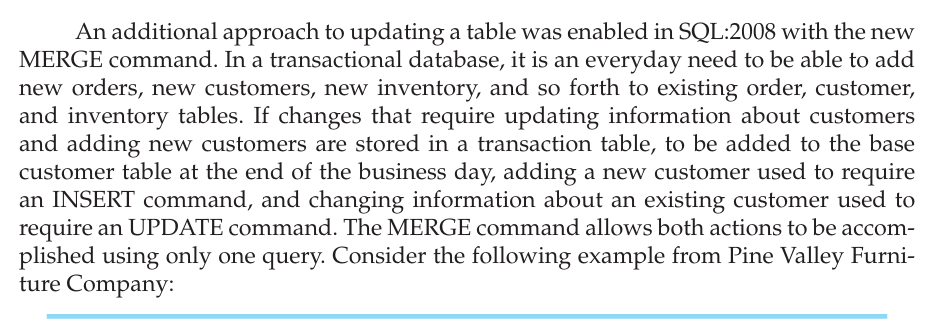 An additional approach to updating a table was enabled in SQL:2008 with the new
MERGE command. In a transactional database, it is an everyday need to be able to add
new orders, new customers, new inventory, and so forth to existing order, customer,
and inventory tables. If changes that require updating information about customers
and adding new customers are stored in a transaction table, to be added to the base
customer table at the end of the business day, adding a new customer used to require
an INSERT command, and changing information about an existing customer used to
require an UPDATE command. The MERGE command allows both actions to be accom-
plished using only one query. Consider the following example from Pine Valley Furni-
ture Company: